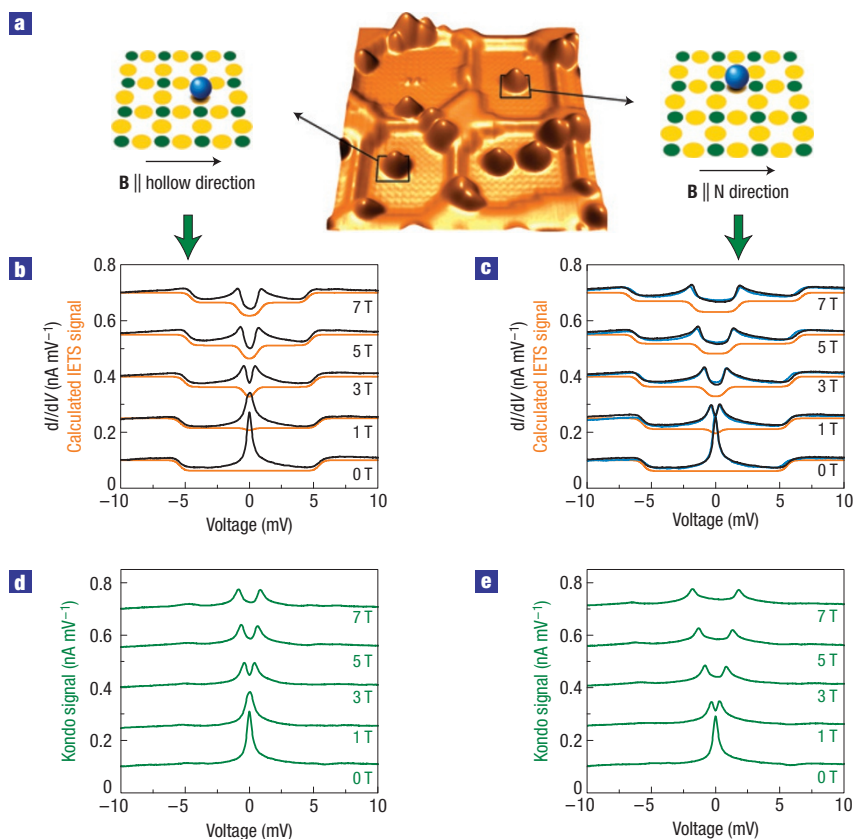 a
B || hollow direction
B || N direction
b
dI/dV (nA mV−1)
Calculated IETS signal
0.8
0.6
0.4
0.2
0
7 T
5 T
3 T
1 T
0 T
−10
−5
0
5
10
Voltage (mV)
c
dI/dV (nA mV−1)
Calculated IETS signal
0.8
0.6
0.4
0.2
0
7 T
5 T
3 T
1 T
0 T
−10
−5
0
5
10
Voltage (mV)
d
Kondo signal (nA mV−1)
0.8
0.6
0.4
0.2
0
7 T
5 T
3 T
1 T
0 T
−10
−5
0
5
10
Voltage (mV)
e
Kondo signal (nA mV−1)
0.8
0.6
0.4
0.2
0
7 T
5 T
3 T
1 T
0 T
−10
−5
0
5
10
Voltage (mV)